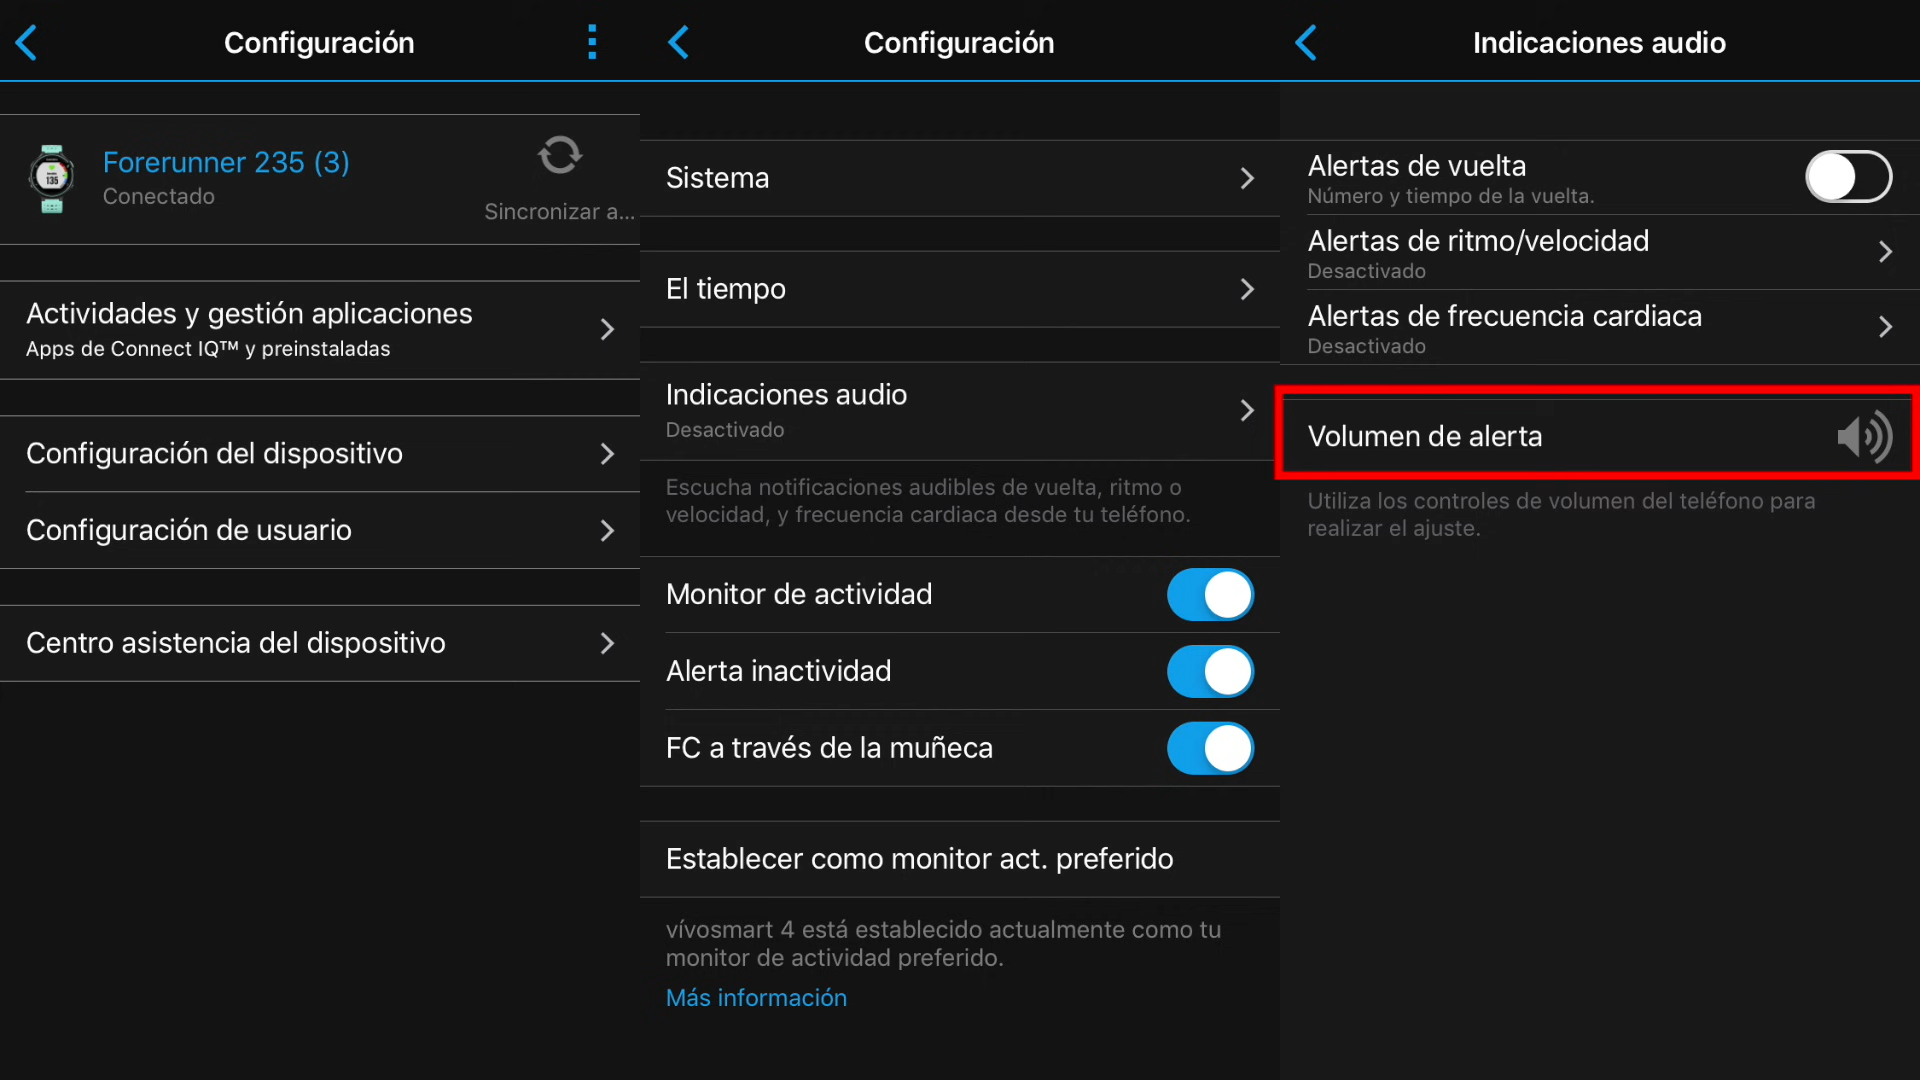 Configuración
Forerunner 235 (3)
Conectado
Sincronizar a...
Actividades y gestión aplicaciones
Apps de Connect IQ™ y preinstaladas
Configuración del dispositivo
Configuración de usuario
Centro asistencia del dispositivo
Configuración
Sistema
El tiempo
Indicaciones audio
Desactivado
Escucha notificaciones audibles de vuelta, ritmo o
velocidad, y frecuencia cardiaca desde tu teléfono.
Monitor de actividad
Alerta inactividad
FC a través de la muñeca
Establecer como monitor act. preferido
vívosmart 4 está establecido actualmente como tu
monitor de actividad preferido.
Más información
Indicaciones audio
Alertas de vuelta
Número y tiempo de la vuelta.
Alertas de ritmo/velocidad
Desactivado
Alertas de frecuencia cardiaca
Desactivado
Volumen de alerta
Utiliza los controles de volumen del teléfono para
realizar el ajuste.